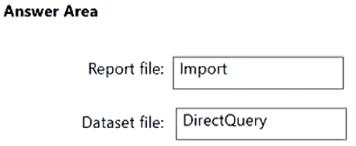 Answer Area
Report file: Import
Dataset file: DirectQuery